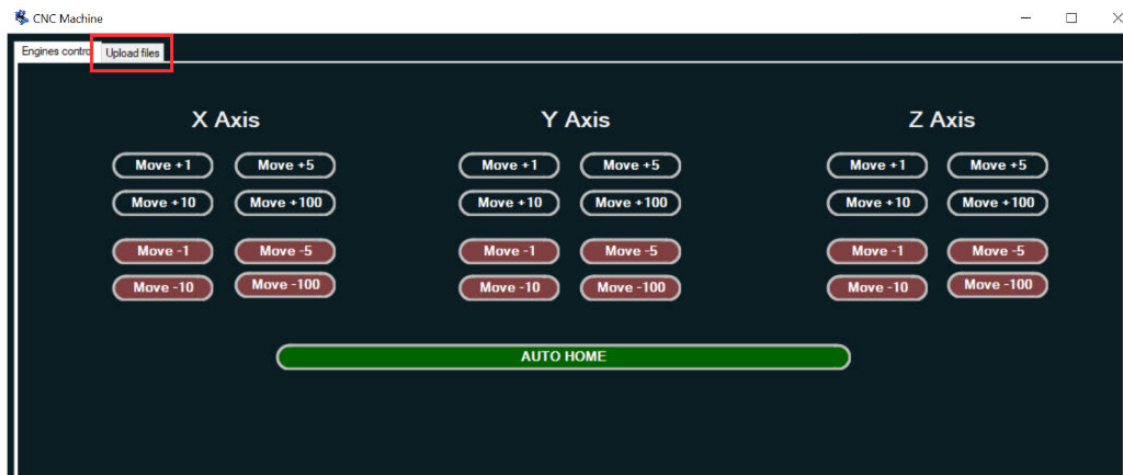 CNC Machine
Engines contro Upload files
X Axis Y Axis Z Axis
Move +1 Move +5 Move +1 Move +5 Move +1 Move +5
Move +10 Move +100 Move +10 Move +100 Move +10 Move +100
Move -1 Move -5 Move -1 Move -5 Move -1 Move -5
Move -10 Move -100 Move -10 Move -100 Move -10 Move -100
AUTO HOME